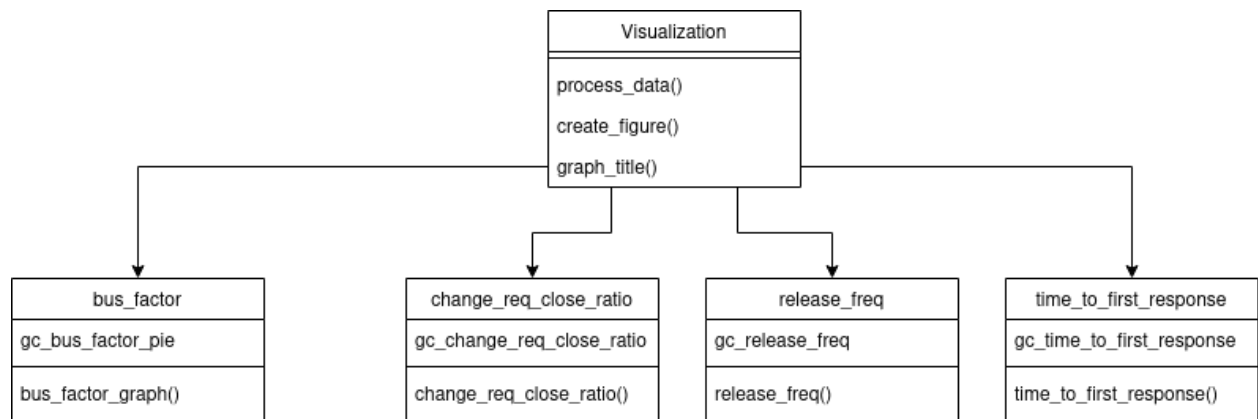 Visualization
process_data()
create_figure()
graph_title()
bus_factor
gc_bus_factor_pie
bus_factor_graph()
change_req_close_ratio
gc_change_req_close_ratio
change_req_close_ratio()
release_freq
gc_release_freq
release_freq()
time_to_first_response
gc_time_to_first_response
time_to_first_response()